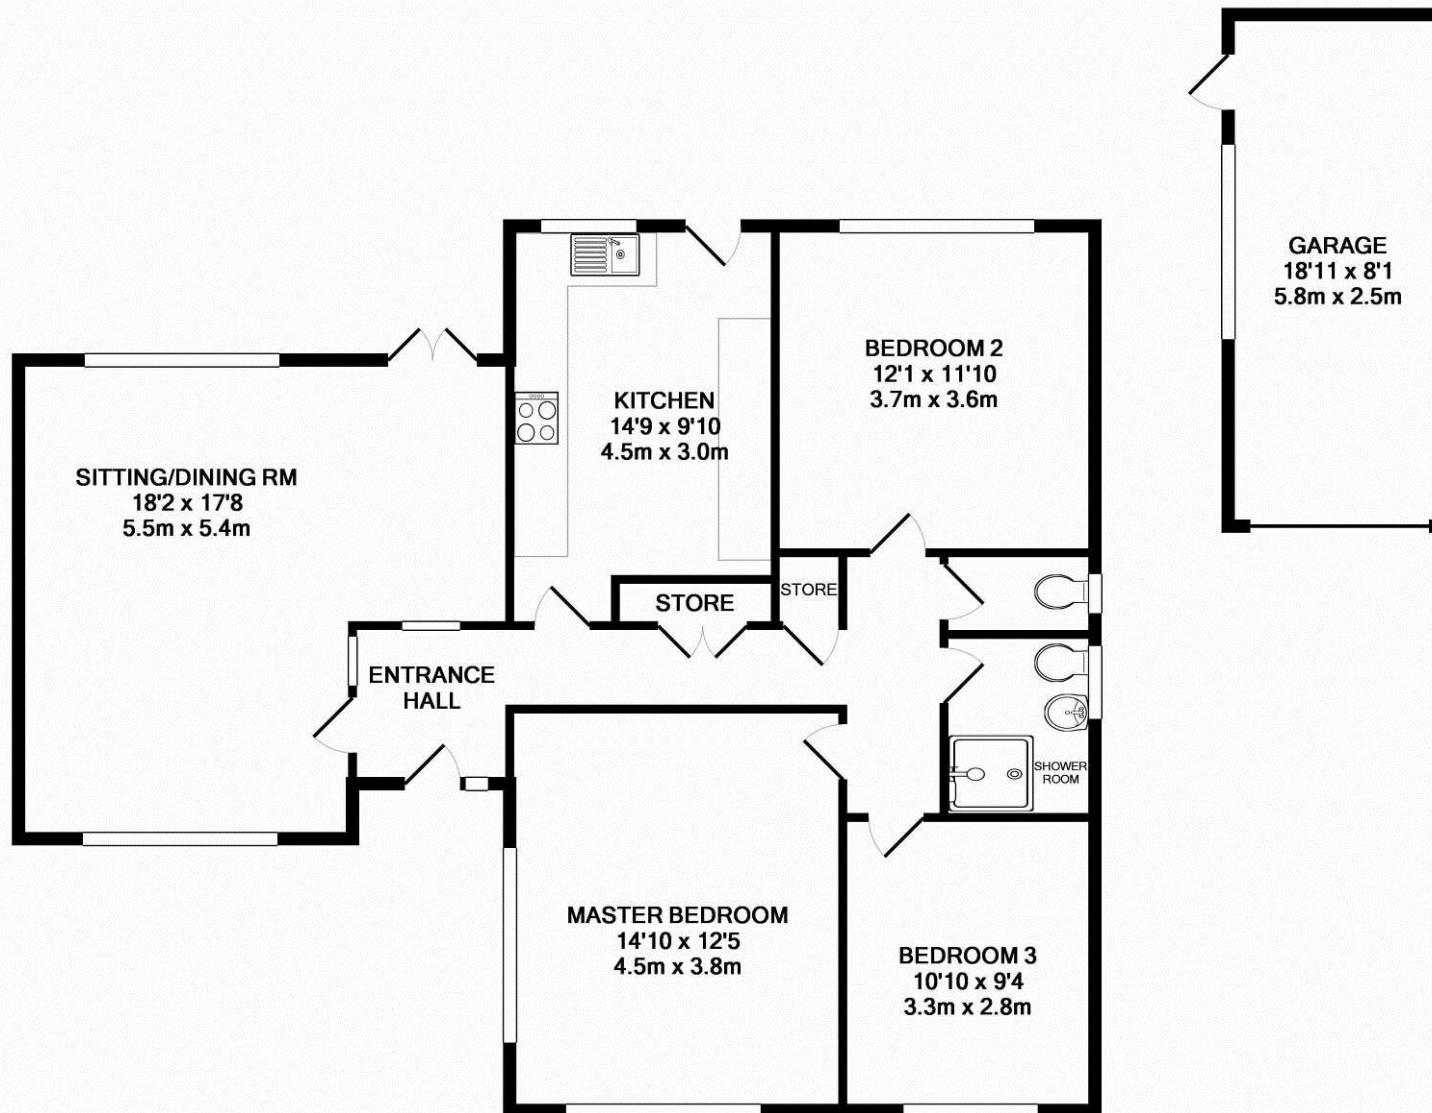 GARAGE
18'11 x 8'1
5.8m x 2.5m
BEDROOM 2
12'1 x 11'10
3.7m x 3.6m
KITCHEN
14'9 x 9'10
4.5m x 3.0m
SITTING/DINING RM
18'2 x 17'8
5.5m x 5.4m
STORE
STORE
ENTRANCE
HALL
SHOWER
ROOM
MASTER BEDROOM
14'10 x 12'5
4.5m x 3.8m
BEDROOM 3
10'10 x 9'4
3.3m x 2.8m